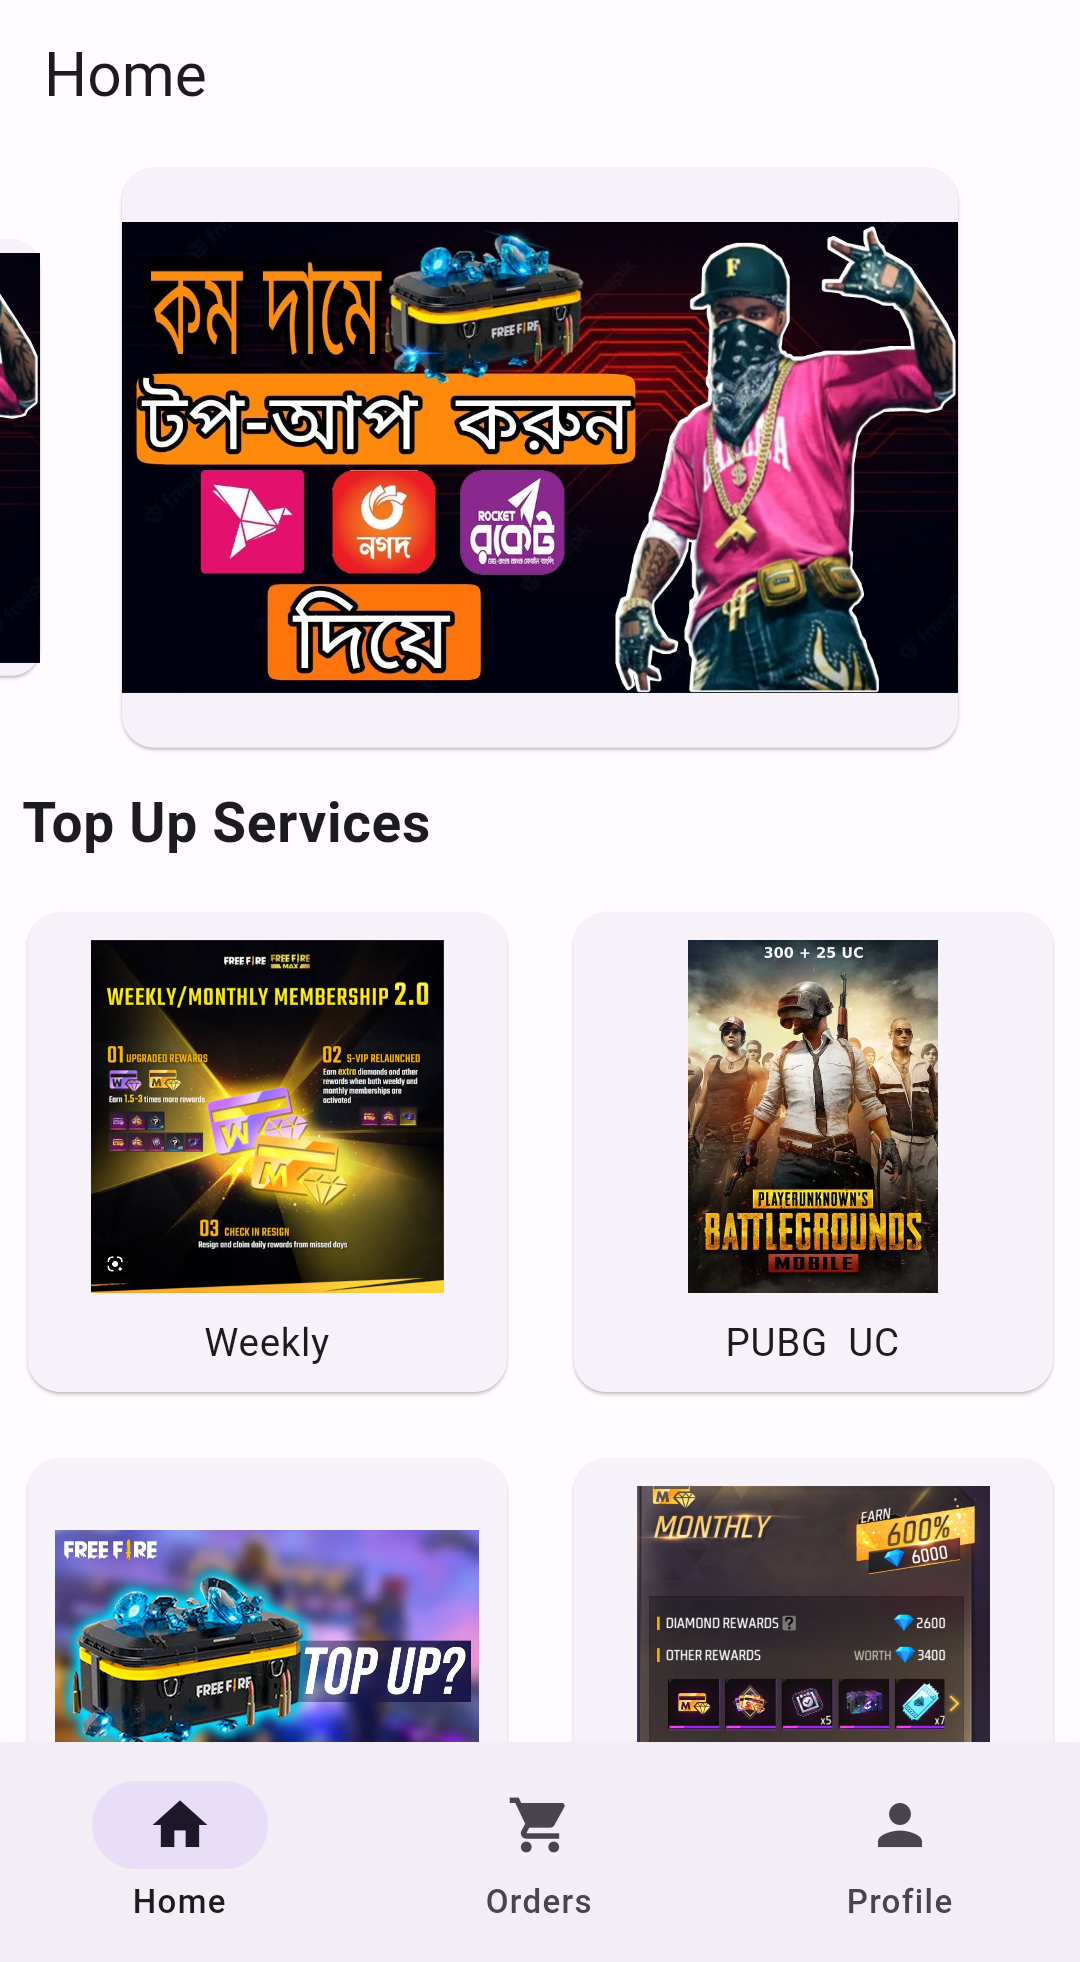 Home
কম দামে
FREE FIRE
টপ-আপ করুন
নগদ
ROCKET
রকেট
দিয়ে
Top Up Services
FREE FIRE FREE FIRE MAX
WEEKLY/MONTHLY MEMBERSHIP 2.0
01 UPGRADED REWARDS
Earn 1.5-3 times more rewards
02 S-VIP RELAUNCHED
Earn extra diamonds and other
rewards when both weekly and
monthly memberships are
activated
W
M
03 CHECK IN RESIGN
Resign and claim daily rewards from missed days
Weekly
300 + 25 UC
PLAYERUNKNOWN'S
BATTLEGROUNDS
MOBILE
PUBG UC
FREE FIRE
FREE FIRE
TOP UP?
M
MONTHLY
EARN
600%
6000
DIAMOND REWARDS ? 2600
OTHER REWARDS WORTH 3400
M x5 x7
Home
Orders
Profile